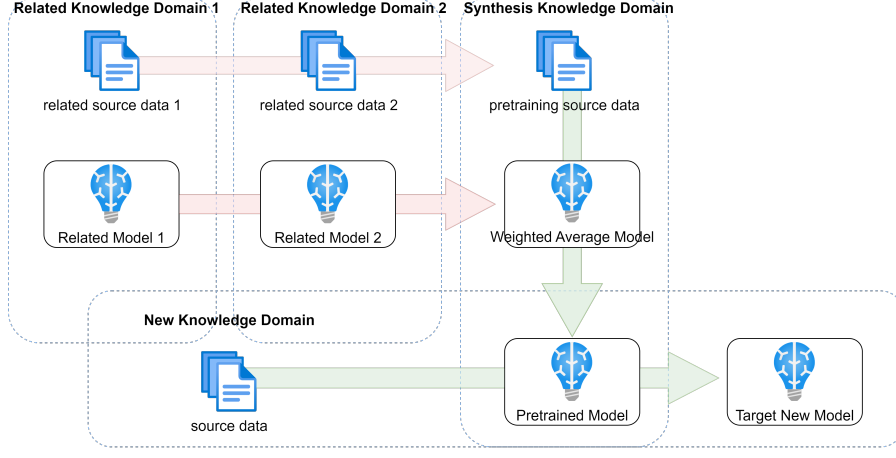 Related Knowledge Domain 1
Related Knowledge Domain 2
Synthesis Knowledge Domain
related source data 1
related source data 2
pretraining source data
Related Model 1
Related Model 2
Weighted Average Model
New Knowledge Domain
source data
Pretrained Model
Target New Model